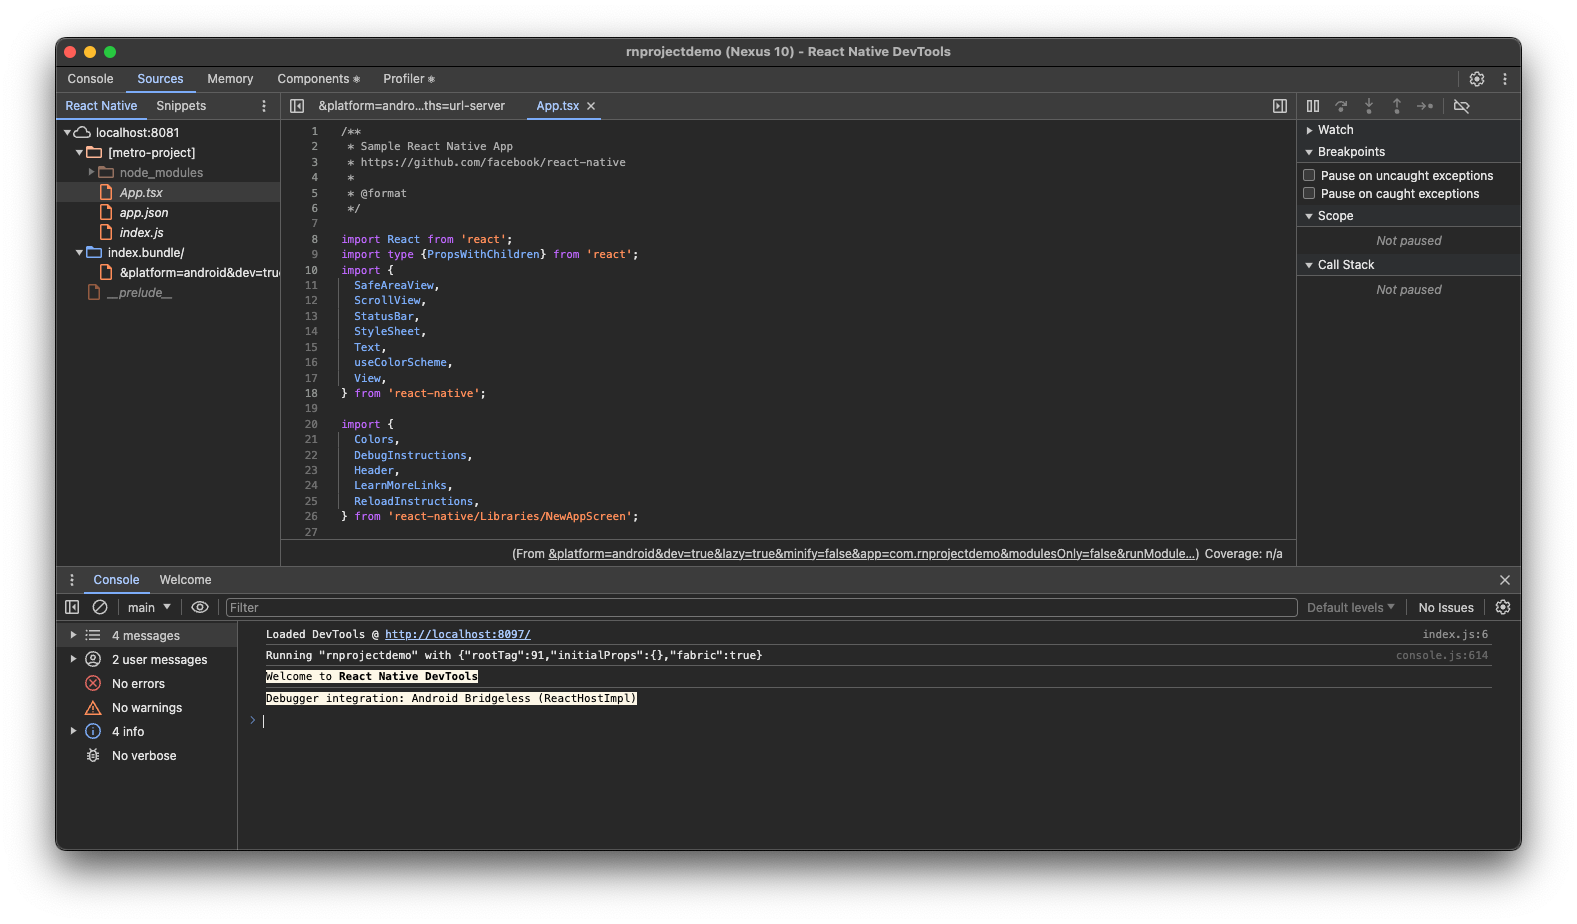 rnprojectdemo (Nexus 10) - React Native DevTools
Console Sources Memory Components Profiler
React Native Snippets
&platform=andro...ths=url-server App.tsx
localhost:8081
[metro-project]
node_modules
App.tsx
app.json
index.js
index.bundle/
&platform=android&dev=true
__prelude__
1 /**
2 * Sample React Native App
3 * https://github.com/facebook/react-native
4 *
5 * @format
6 */
7
8 import React from 'react';
9 import type {PropsWithChildren} from 'react';
10 import {
11 SafeAreaView,
12 ScrollView,
13 StatusBar,
14 StyleSheet,
15 Text,
16 useColorScheme,
17 View,
18 } from 'react-native';
19
20 import {
21 Colors,
22 DebugInstructions,
23 Header,
24 LearnMoreLinks,
25 ReloadInstructions,
26 } from 'react-native/Libraries/NewAppScreen';
27
(From &platform=android&dev=true&lazy=true&minify=false&app=com.rnprojectdemo&modulesOnly=false&runModule...) Coverage: n/a
Watch
Breakpoints
Pause on uncaught exceptions
Pause on caught exceptions
Scope
Not paused
Call Stack
Not paused
Console Welcome
main Filter Default levels No Issues
4 messages
2 user messages
No errors
No warnings
4 info
No verbose
Loaded DevTools @ http://localhost:8097/ index.js:6
Running "rnprojectdemo" with {"rootTag":91,"initialProps":{},"fabric":true} console.js:614
Welcome to React Native DevTools
Debugger integration: Android Bridgeless (ReactHostImpl)